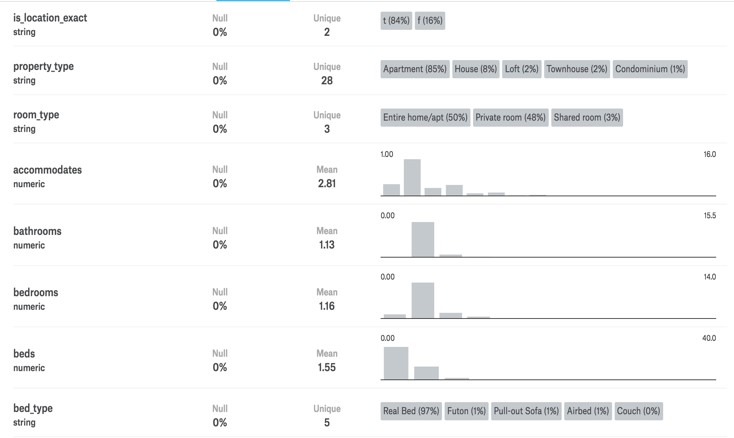 is_location_exact Null Unique t (84%) f (16%)
string 0% 2
property_type Null Unique Apartment (85%) House (8%) Loft (2%) Townhouse (2%) Condominium (1%)
string 0% 28
room_type Null Unique Entire home/apt (50%) Private room (48%) Shared room (3%)
string 0% 3
1.00 16.0
accommodates Null Mean
numeric 0% 2.81
0.00 15.5
bathrooms Null Mean
numeric 0% 1.13
0.00 14.0
bedrooms Null Mean
numeric 0% 1.16
0.00 40.0
beds Null Mean
numeric 0% 1.55
bed_type Null Unique Real Bed (97%) Futon (1%) Pull-out Sofa (1%) Airbed (1%) Couch (0%)
string 0% 5